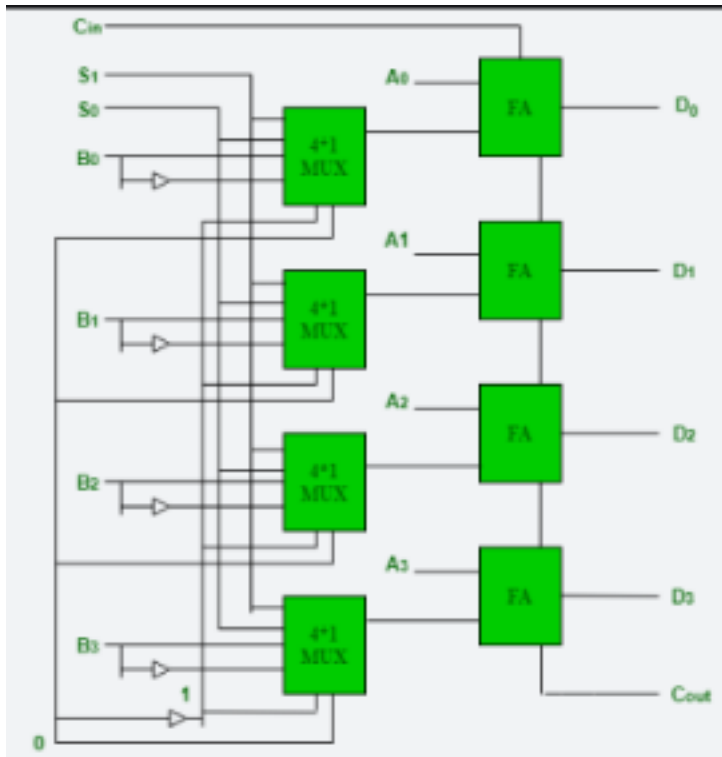 Cin
S1
S0
B0
4*1
MUX
A0
FA
D0
B1
4*1
MUX
A1
FA
D1
B2
4*1
MUX
A2
FA
D2
B3
4*1
MUX
A3
FA
D3
1
0
Cout